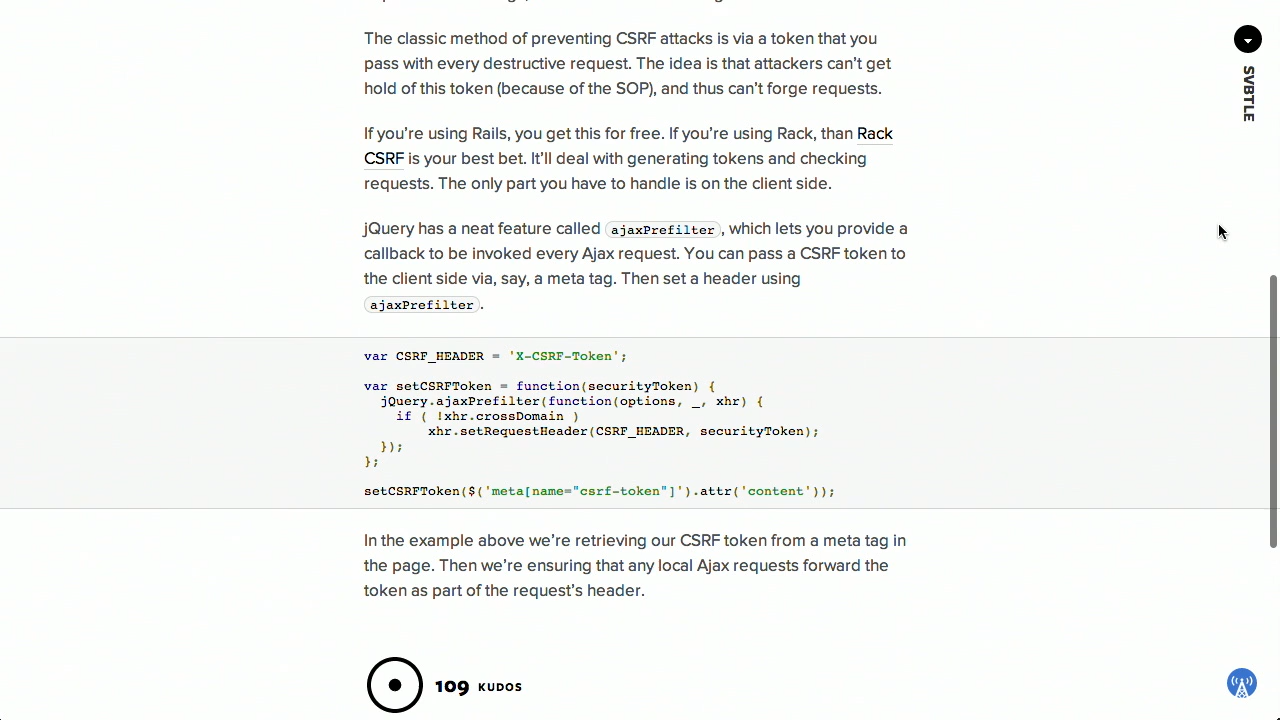 The classic method of preventing CSRF attacks is via a token that you
pass with every destructive request. The idea is that attackers can’t get
hold of this token (because of the SOP), and thus can’t forge requests.
If you’re using Rails, you get this for free. If you’re using Rack, than Rack
CSRF is your best bet. It’ll deal with generating tokens and checking
requests. The only part you have to handle is on the client side.
jQuery has a neat feature called ajaxPrefilter, which lets you provide a
callback to be invoked every Ajax request. You can pass a CSRF token to
the client side via, say, a meta tag. Then set a header using
ajaxPrefilter.
var CSRF_HEADER = 'X-CSRF-Token';
var setCSRFToken = function(securityToken) {
jQuery.ajaxPrefilter(function(options, _, xhr) {
if ( !xhr.crossDomain )
xhr.setRequestHeader(CSRF_HEADER, securityToken);
});
};
setCSRFToken($('meta[name="csrf-token"]').attr('content'));
In the example above we’re retrieving our CSRF token from a meta tag in
the page. Then we’re ensuring that any local Ajax requests forward the
token as part of the request’s header.
109 KUDOS
SVBTLE